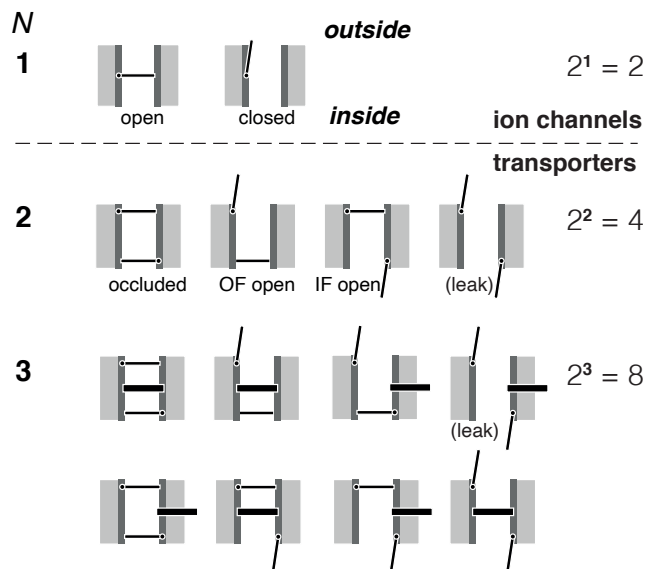 N
outside
1
2¹ = 2
open
closed
inside
ion channels
transporters
2
2² = 4
occluded
OF open
IF open
(leak)
3
2³ = 8
(leak)